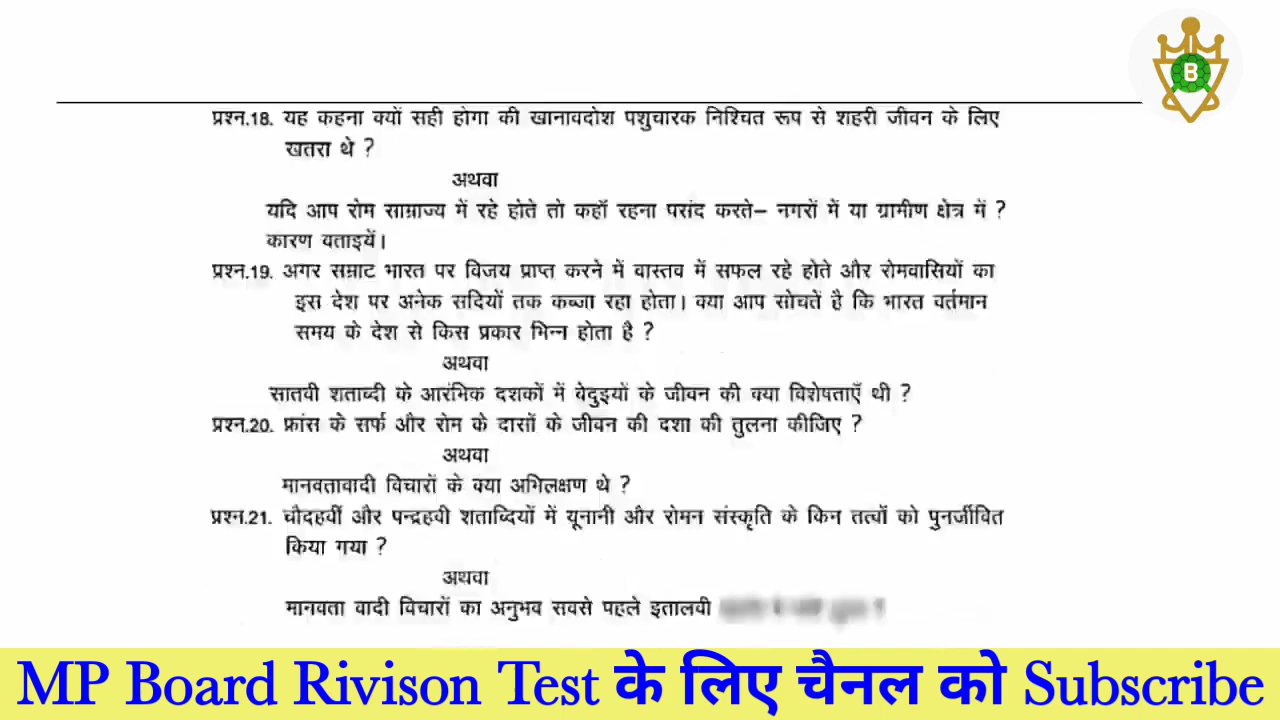 B
प्रश्न.18. यह कहना क्यों सही होगा की खानावदोश पशुचारक निश्चित रूप से शहरी जीवन के लिए
खतरा थे ?
अथवा
यदि आप रोम साम्राज्य में रहे होते तो कहाँ रहना पसंद करते– नगरों में या ग्रामीण क्षेत्र में ?
कारण बताइयें।
प्रश्न.19. अगर सम्राट भारत पर विजय प्राप्त करने में वास्तव में सफल रहे होते और रोमवासियों का
इस देश पर अनेक सदियों तक कब्जा रहा होता। क्या आप सोचतें है कि भारत वर्तमान
समय के देश से किस प्रकार भिन्न होता है ?
अथवा
सातवी शताब्दी के आरंभिक दशकों में बेदुइयों के जीवन की क्या विशेषताएँ थी ?
प्रश्न.20. फ्रांस के सर्फ और रोम के दासों के जीवन की दशा की तुलना कीजिए ?
अथवा
मानवतावादी विचारों के क्या अभिलक्षण थे ?
प्रश्न.21. चौदहवीं और पन्द्रहवी शताब्दियों में यूनानी और रोमन संस्कृति के किन तत्वों को पुनर्जीवित
किया गया ?
अथवा
मानवता वादी विचारों का अनुभव सबसे पहले इतालवी
MP Board Rivison Test के लिए चैनल को Subscribe